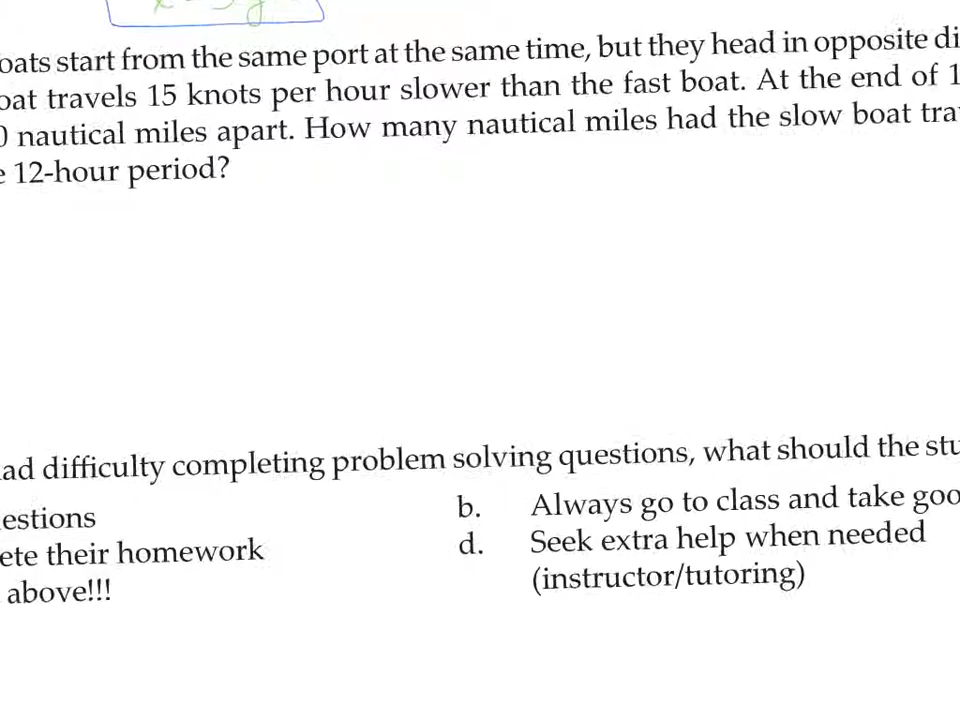 oats start from the same port at the same time, but they head in opposite di
oat travels 15 knots per hour slower than the fast boat. At the end of 1
0 nautical miles apart. How many nautical miles had the slow boat tra
e 12-hour period?
ad difficulty completing problem solving questions, what should the stu
estions
b. Always go to class and take goo
ete their homework
d. Seek extra help when needed
above!!!
(instructor/tutoring)